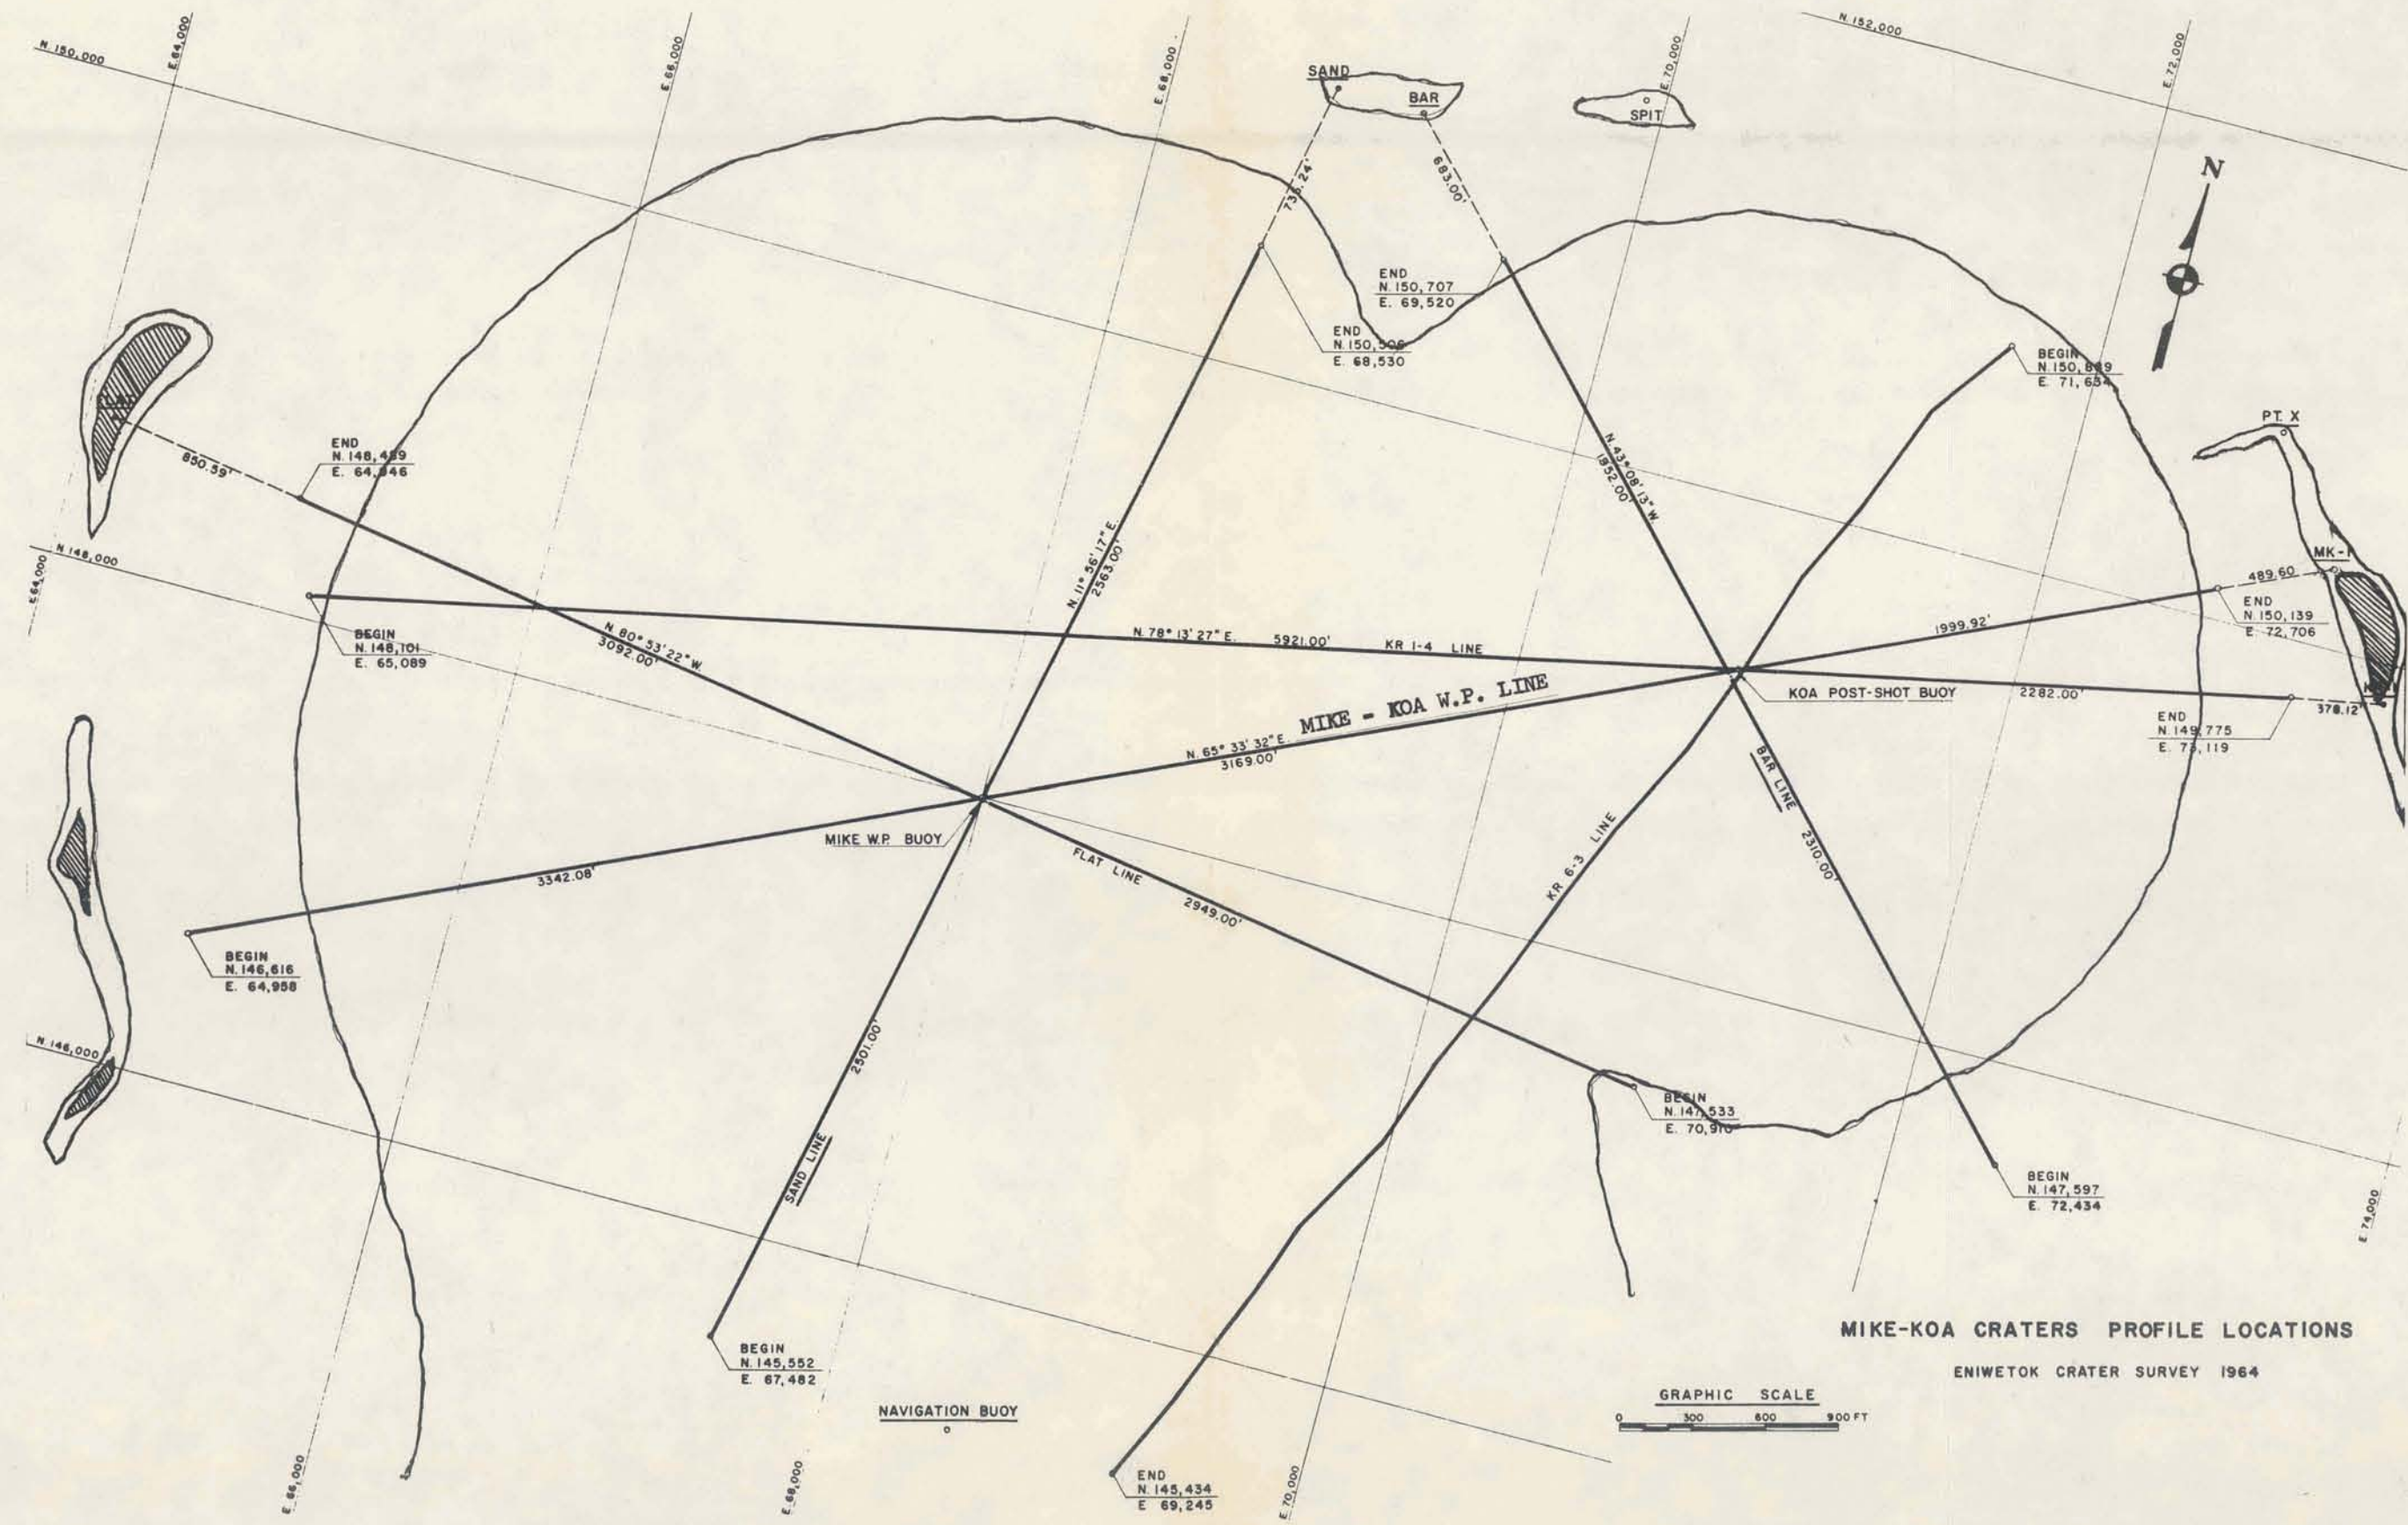 N. 150,000
E. 64,000
E. 66,000
E. 68,000
E. 70,000
N. 152,000
E. 72,000
SAND
BAR
SPIT
N
683.00'
END
N. 150,707
E. 69,520
END
E. 68,530
BEGIN
E. 71,634
PT. X
END
850.59'
N. 43° 08' 13" W.
1852.00'
N. 148,000
E. 64,000
N. 11° 56' 17" E.
2563.00'
489.60
END
N. 150,139
E. 72,706
BEGIN
N. 148,101
E. 65,089
N. 80° 53' 22" W.
3092.00'
N. 78° 13' 27" E. 5921.00' KR 1-4 LINE
1999.92'
KOA POST-SHOT BUOY
2282.00'
378.12'
MIKE - KOA W.P. LINE
N. 65° 33' 32" E.
3169.00'
END
N. 149,775
E. 73,119
BAR LINE
2310.00'
MIKE W.P. BUOY
3342.08'
FLAT LINE
2949.00'
KR 6-3 LINE
BEGIN
N. 146,616
E. 64,958
N. 146,000
2501.00'
SAND LINE
BEGIN
N. 147,533
E. 70,910
BEGIN
N. 147,597
E. 72,434
E. 74,000
BEGIN
N. 145,552
E. 67,482
NAVIGATION BUOY
MIKE-KOA CRATERS PROFILE LOCATIONS
ENIWETOK CRATER SURVEY 1964
GRAPHIC SCALE
0 300 600 900 FT
END
N. 145,434
E 69,245
E. 66,000
E. 68,000
E. 70,000